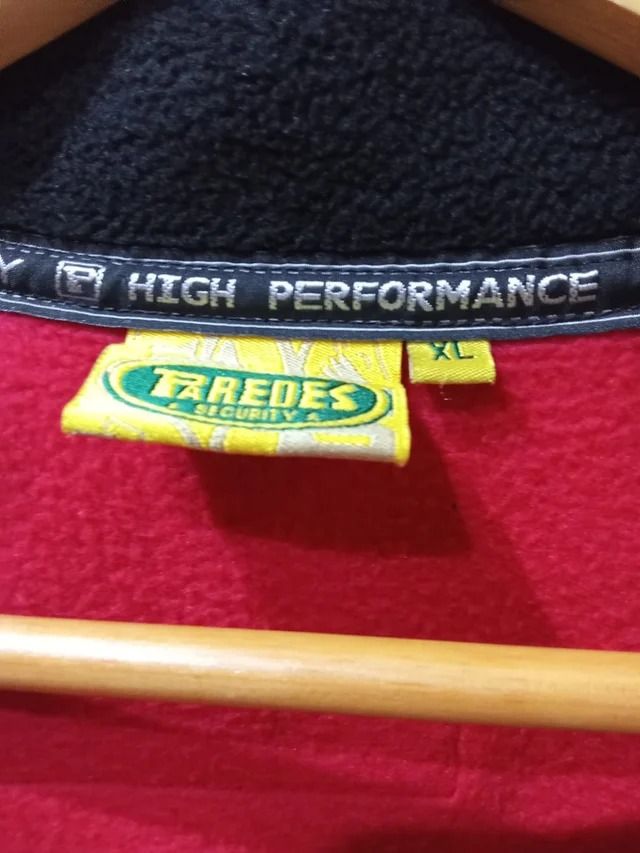 Y P HIGH PERFORMANCE
XL
PAREDES
SECURITY